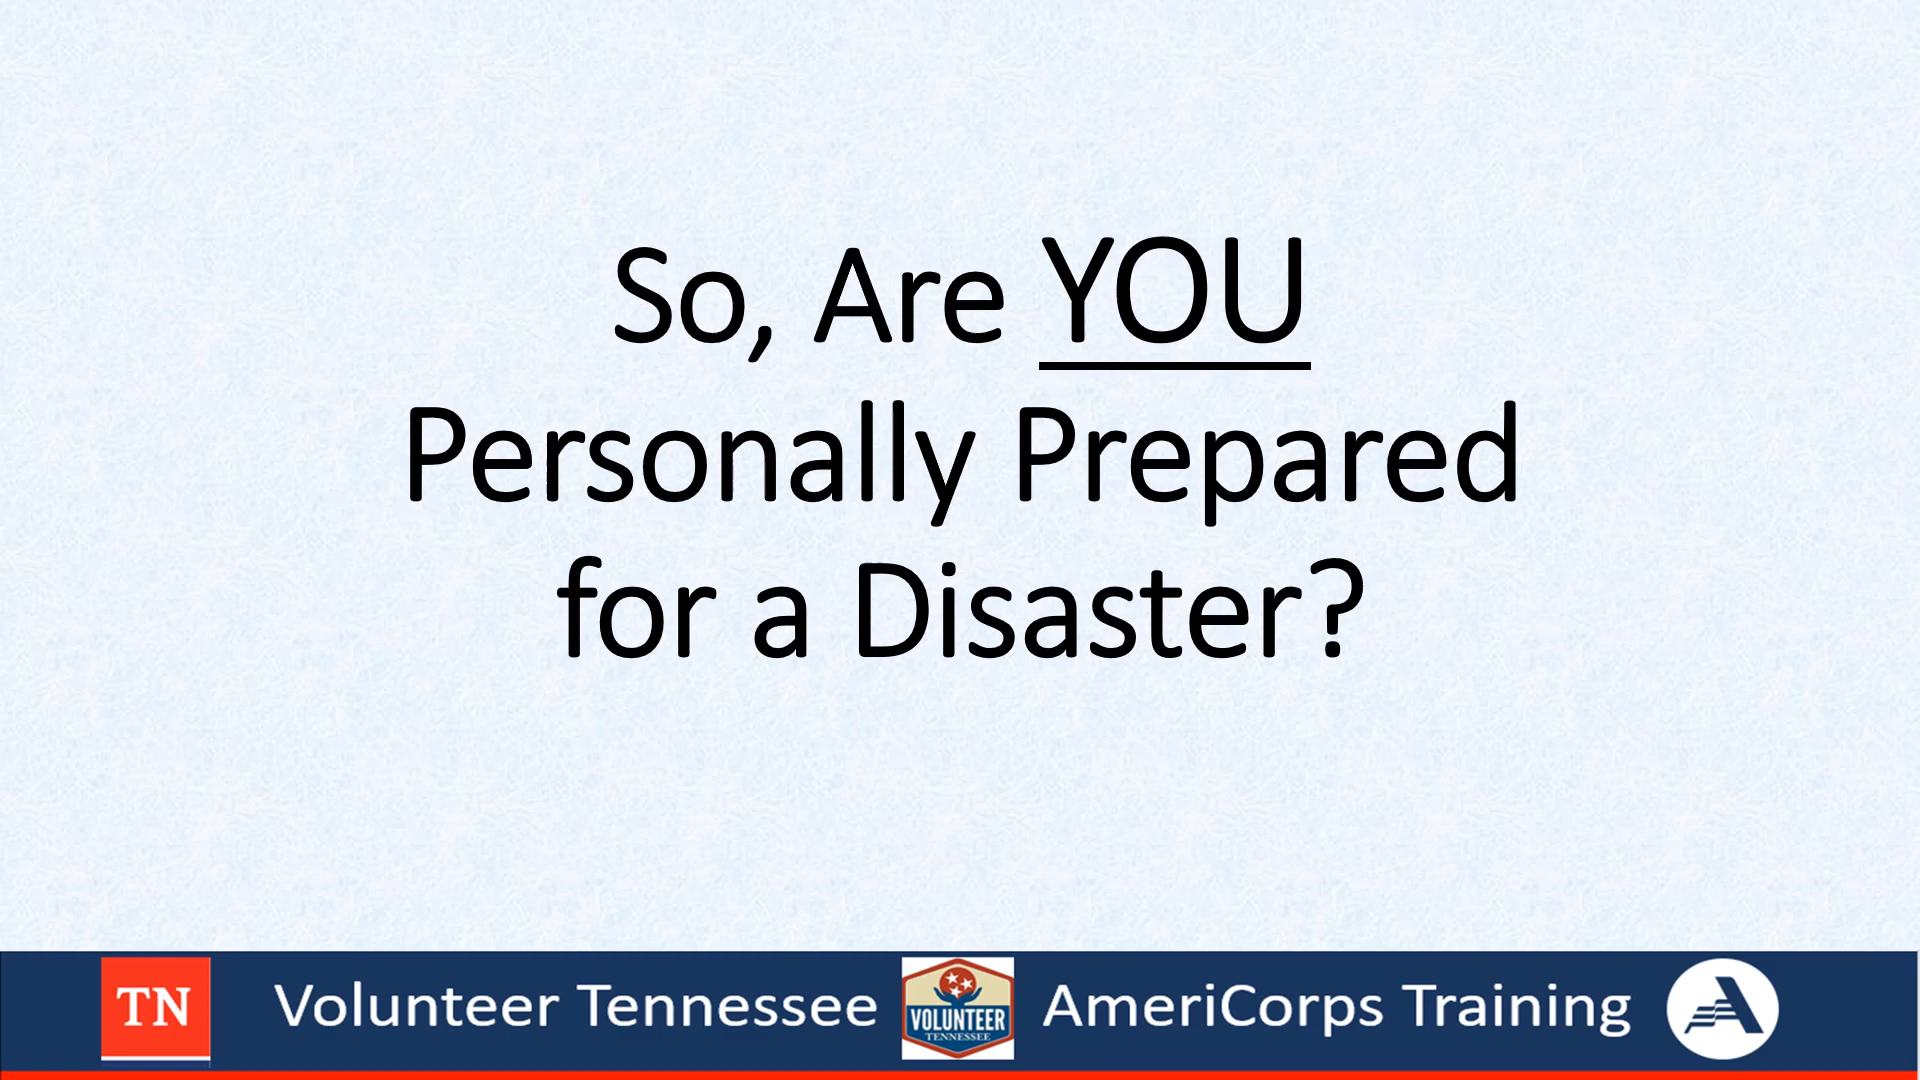 So, Are YOU
Personally Prepared
for a Disaster?
TN Volunteer Tennessee VOLUNTEER TENNESSEE AmeriCorps Training